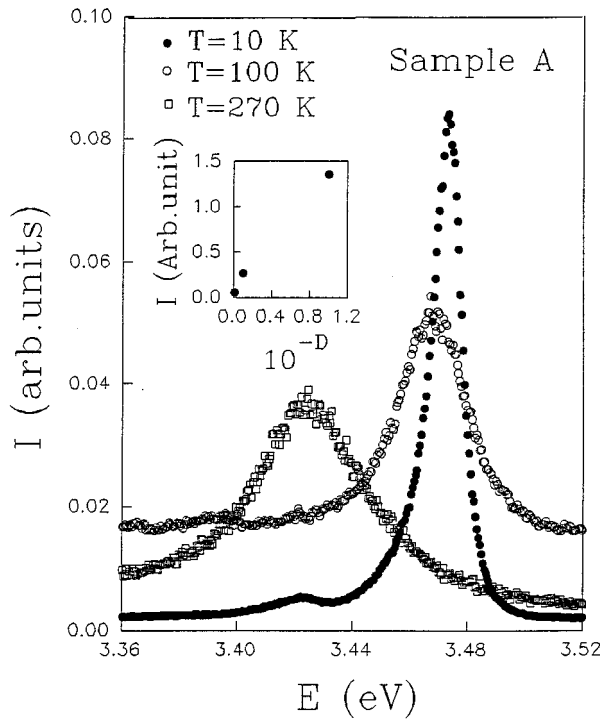 0.10
T=10 K
T=100 K
T=270 K
Sample A
0.08
0.06
0.04
0.02
0.00
I (arb.units)
1.5
1.0
0.5
0.0
I (Arb.unit)
0.0 0.4 0.8 1.2
10^-D
3.36 3.40 3.44 3.48 3.52
E (eV)